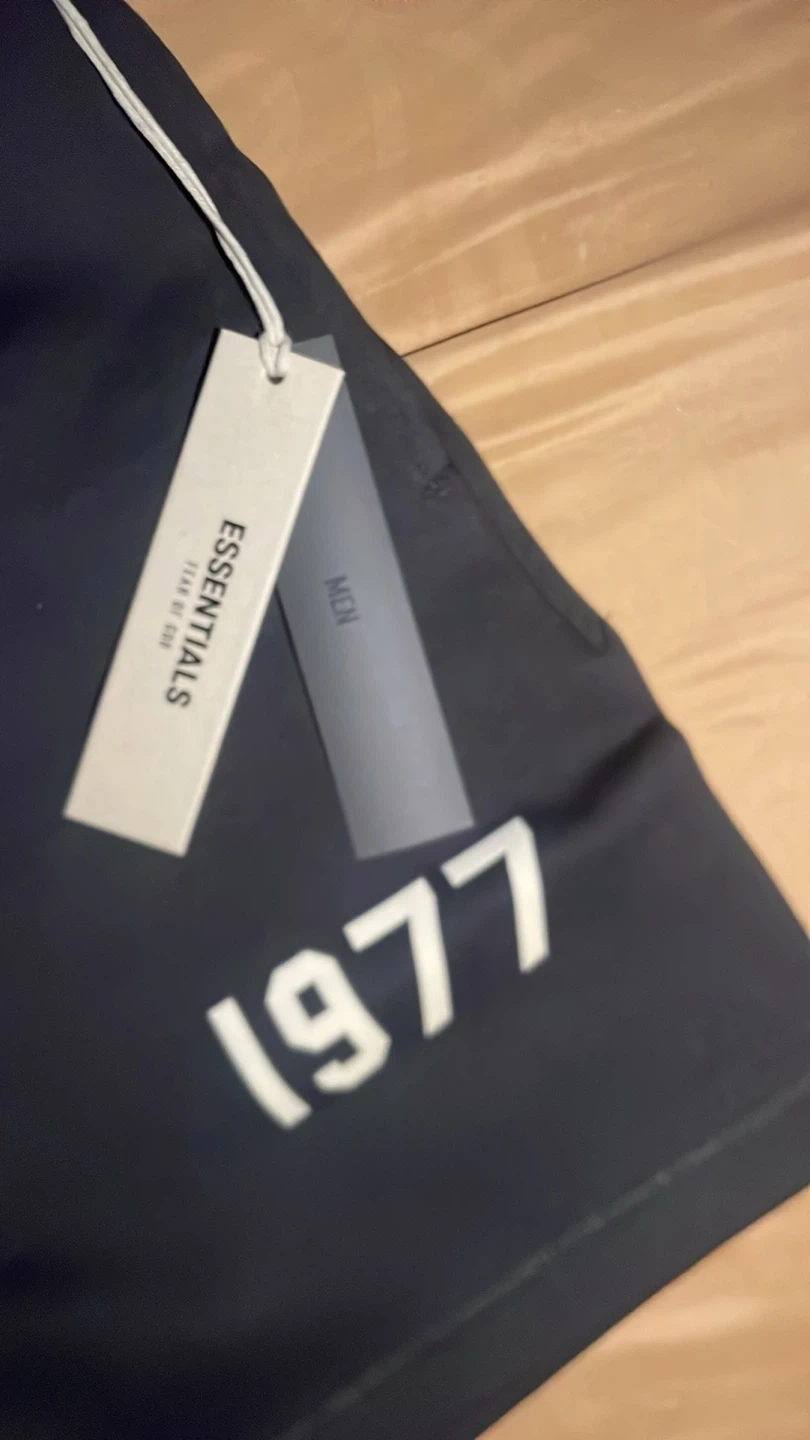 ESSENTIALS
FEAR OF GOD
MEN
1977